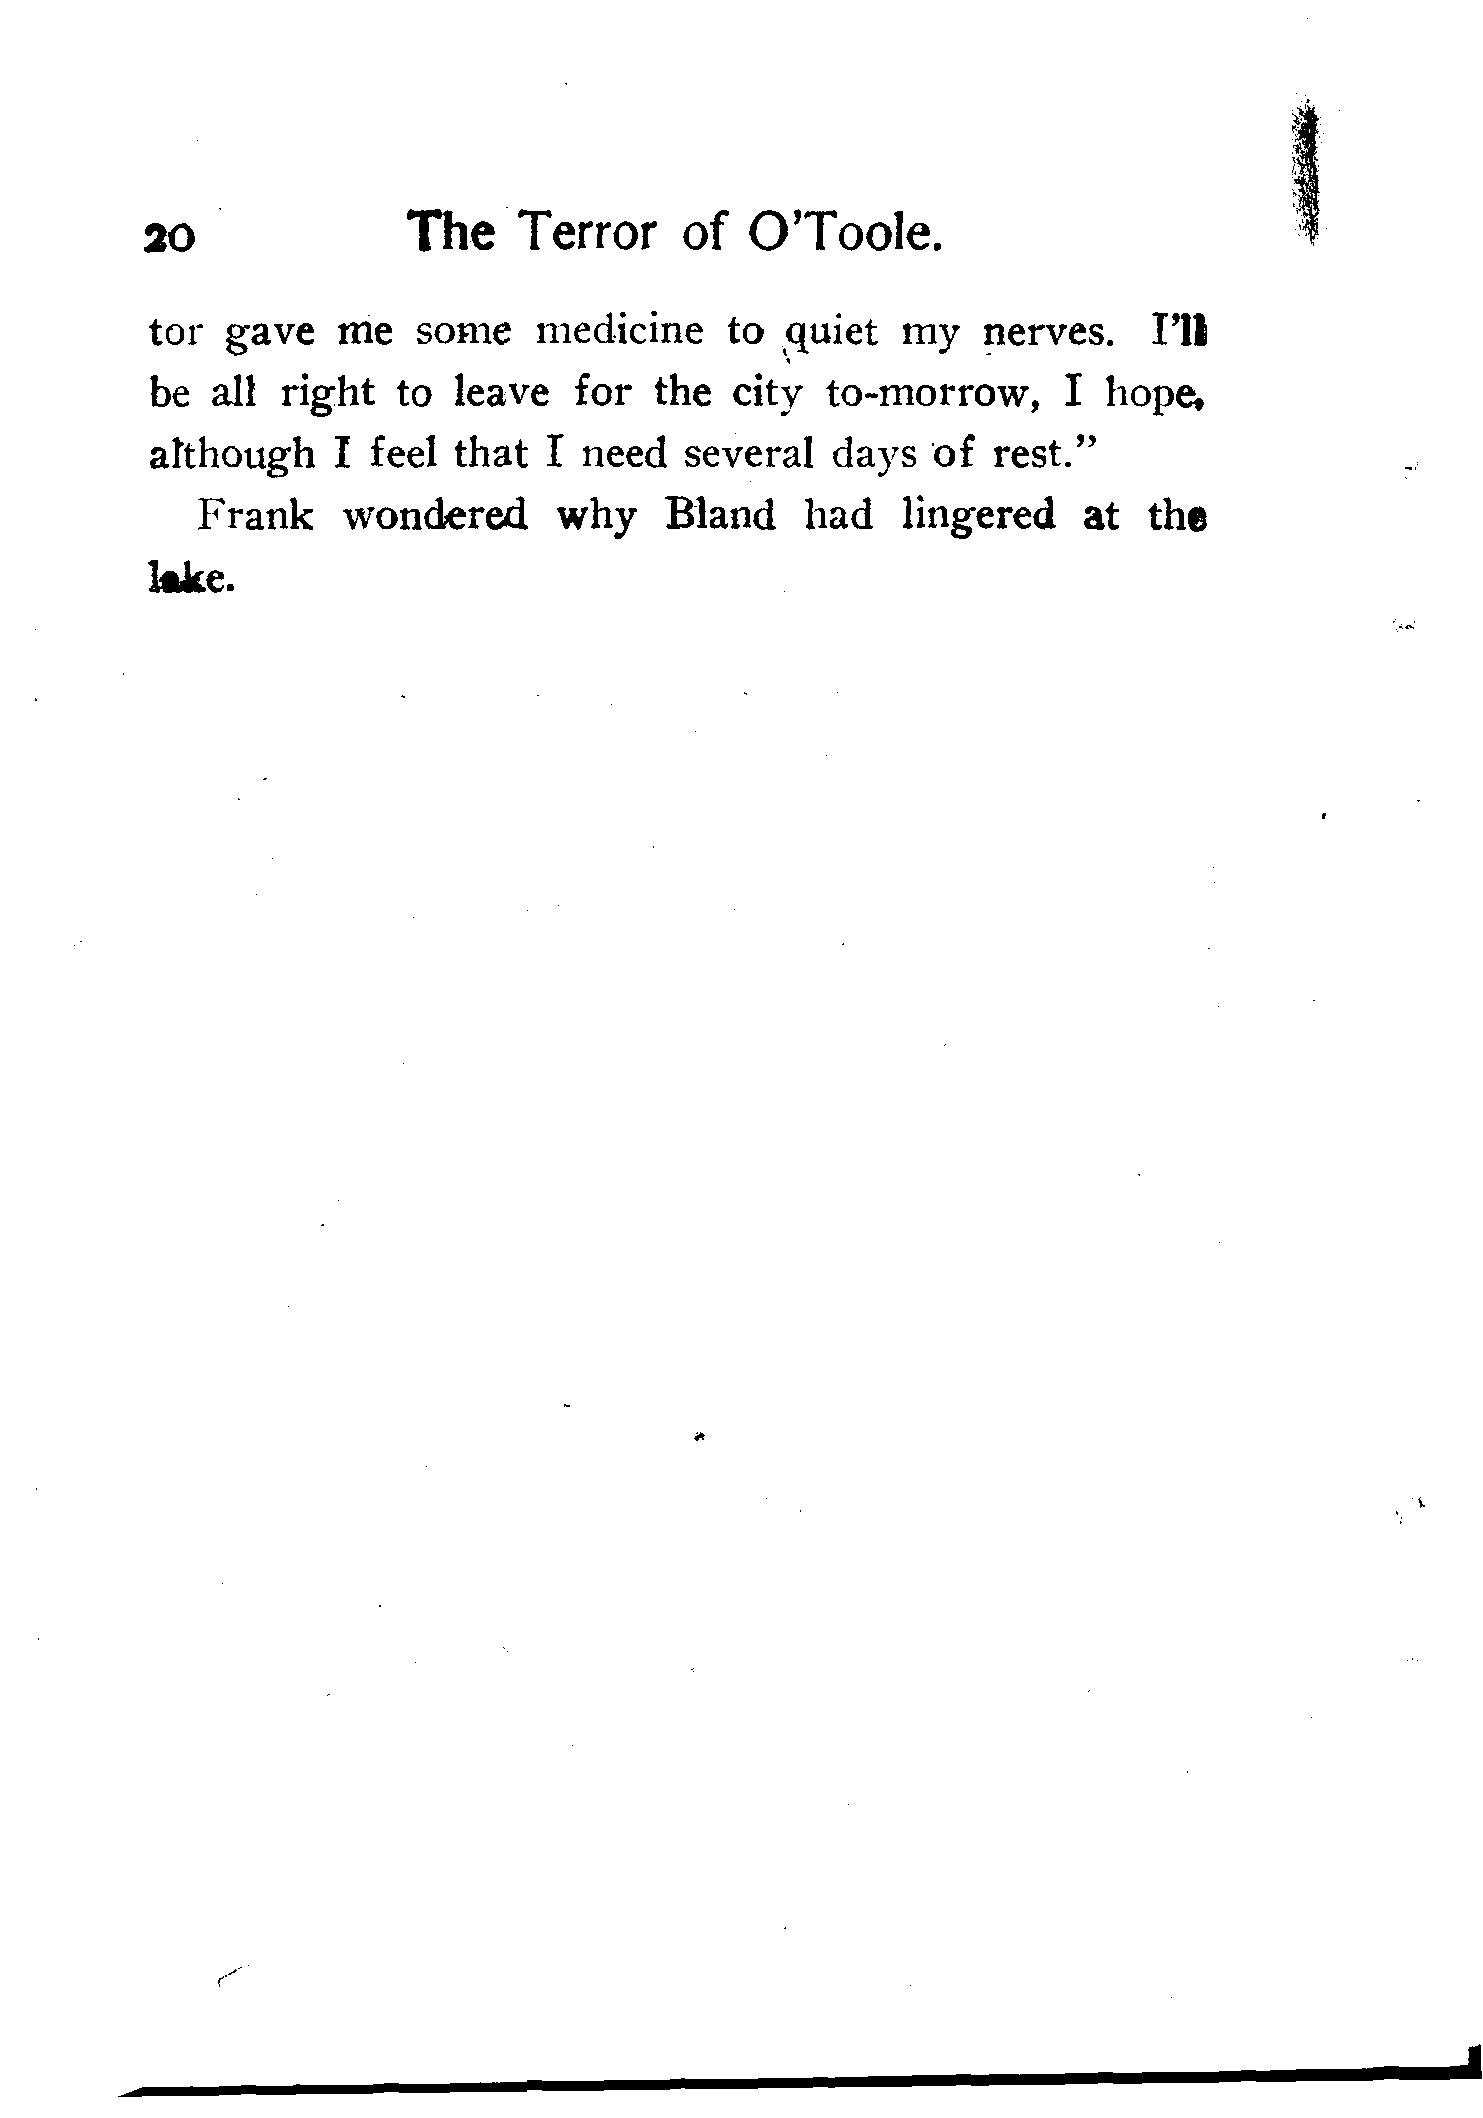 20 The Terror of O'Toole.
tor gave me some medicine to quiet my nerves. I'll
be all right to leave for the city to-morrow, I hope,
although I feel that I need several days of rest."
Frank wondered why Bland had lingered at the
lake.